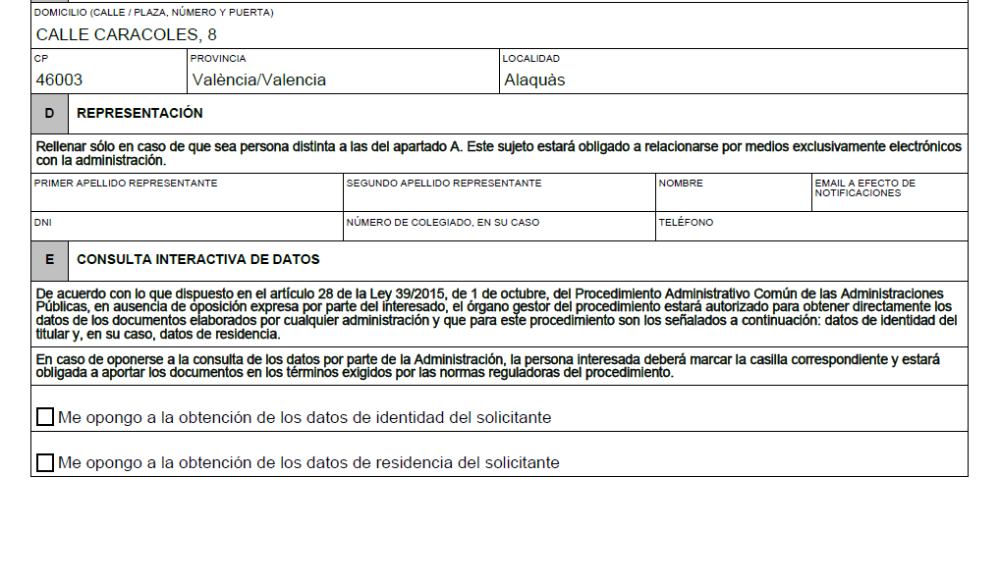 DOMICILIO (CALLE / PLAZA, NÚMERO Y PUERTA)
CALLE CARACOLES, 8
CP
46003
PROVINCIA
València/Valencia
LOCALIDAD
Alaquàs
D
REPRESENTACIÓN
Rellenar sólo en caso de que sea persona distinta a las del apartado A. Este sujeto estará obligado a relacionarse por medios exclusivamente electrónicos
con la administración.
PRIMER APELLIDO REPRESENTANTE
SEGUNDO APELLIDO REPRESENTANTE
NOMBRE
EMAIL A EFECTO DE
NOTIFICACIONES
DNI
NÚMERO DE COLEGIADO, EN SU CASO
TELÉFONO
E
CONSULTA INTERACTIVA DE DATOS
De acuerdo con lo que dispuesto en el artículo 28 de la Ley 39/2015, de 1 de octubre, del Procedimiento Administrativo Común de las Administraciones
Públicas, en ausencia de oposición expresa por parte del interesado, el órgano gestor del procedimiento estará autorizado para obtener directamente los
datos de los documentos elaborados por cualquier administración y que para este procedimiento son los señalados a continuación: datos de identidad del
titular y, en su caso, datos de residencia.
En caso de oponerse a la consulta de los datos por parte de la Administración, la persona interesada deberá marcar la casilla correspondiente y estará
obligada a aportar los documentos en los términos exigidos por las normas reguladoras del procedimiento.
Me opongo a la obtención de los datos de identidad del solicitante
Me opongo a la obtención de los datos de residencia del solicitante